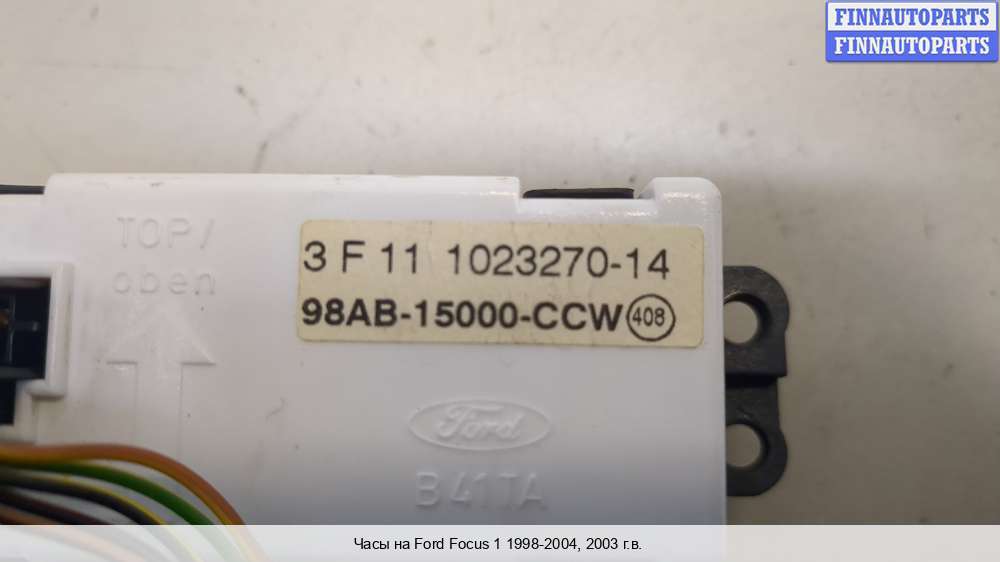 FINNAUTOPARTS
FINNAUTOPARTS
TOP/
oben
3 F 11 1023270-14
98AB-15000-CCW 408
Ford
B41TA
Часы на Ford Focus 1 1998-2004, 2003 г.в.